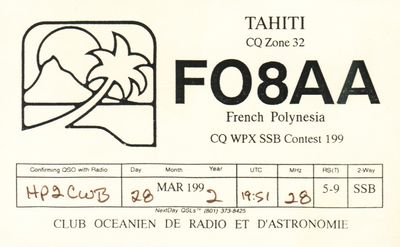 TAHITI
CQ Zone 32
FO8AA
French Polynesia
CQ WPX SSB Contest 199
Confirming QSO with Radio Day Month Year UTC MHz RS(T) 2-Way
HP2CWB 28 MAR 199 2 19:51 28 5-9 SSB
NextDay QSLs™ (801) 373-8425
CLUB OCEANIEN DE RADIO ET D'ASTRONOMIE